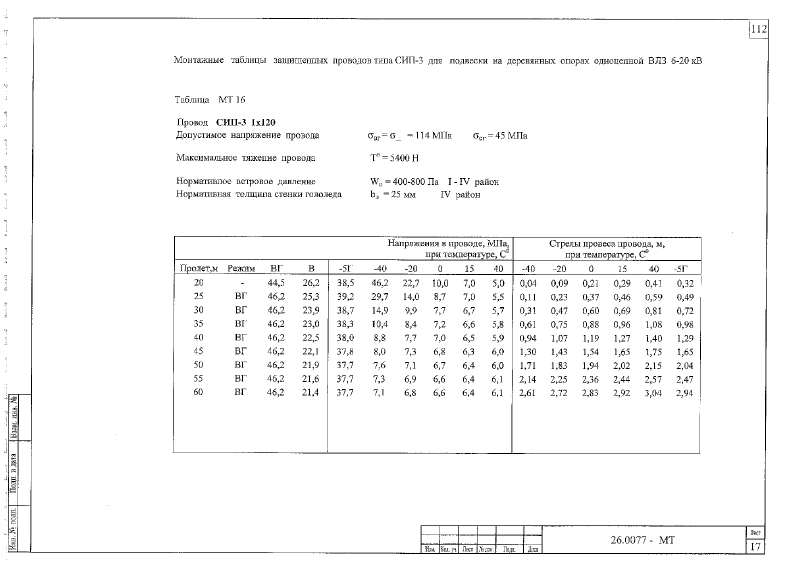 112
Монтажные таблицы защищенных проводов типа СИП-3 для подвески на деревянных опорах одноцепной ВЛЗ 6-20 кВ
Таблица МТ 16
Провод СИП-3 1х120
Допустимое напряжение провода σвг = σ_ = 114 МПа σсг = 45 МПа
Максимальное тяжение провода Тн = 5400 Н
Нормативное ветровое давление W₀ = 400-800 Па I - IV район
Нормативная толщина стенки гололеда bэ = 25 мм IV район
Напряжения в проводе, МПа, Стрелы провеса провода, м,
при температуре, С° при температуре, С°
Пролет,м Режим ВГ В -5Г -40 -20 0 15 40 -40 -20 0 15 40 -5Г
20 - 44,5 26,2 38,5 46,2 22,7 10,0 7,0 5,0 0,04 0,09 0,21 0,29 0,41 0,32
25 ВГ 46,2 25,3 39,2 29,7 14,0 8,7 7,0 5,5 0,11 0,23 0,37 0,46 0,59 0,49
30 ВГ 46,2 23,9 38,7 14,9 9,9 7,7 6,7 5,7 0,31 0,47 0,60 0,69 0,81 0,72
35 ВГ 46,2 23,0 38,3 10,4 8,4 7,2 6,6 5,8 0,61 0,75 0,88 0,96 1,08 0,98
40 ВГ 46,2 22,5 38,0 8,8 7,7 7,0 6,5 5,9 0,94 1,07 1,19 1,27 1,40 1,29
45 ВГ 46,2 22,1 37,8 8,0 7,3 6,8 6,3 6,0 1,30 1,43 1,54 1,65 1,75 1,65
50 ВГ 46,2 21,9 37,7 7,6 7,1 6,7 6,4 6,0 1,71 1,83 1,94 2,02 2,15 2,04
55 ВГ 46,2 21,6 37,7 7,3 6,9 6,6 6,4 6,1 2,14 2,25 2,36 2,44 2,57 2,47
60 ВГ 46,2 21,4 37,7 7,1 6,8 6,6 6,4 6,1 2,61 2,72 2,83 2,92 3,04 2,94
Взам. инв. №
Подп. и дата
Инв. № подл.
Изм. Кол. уч. Лист № док. Подп. Дата
26.0077 - МТ
Лист
17